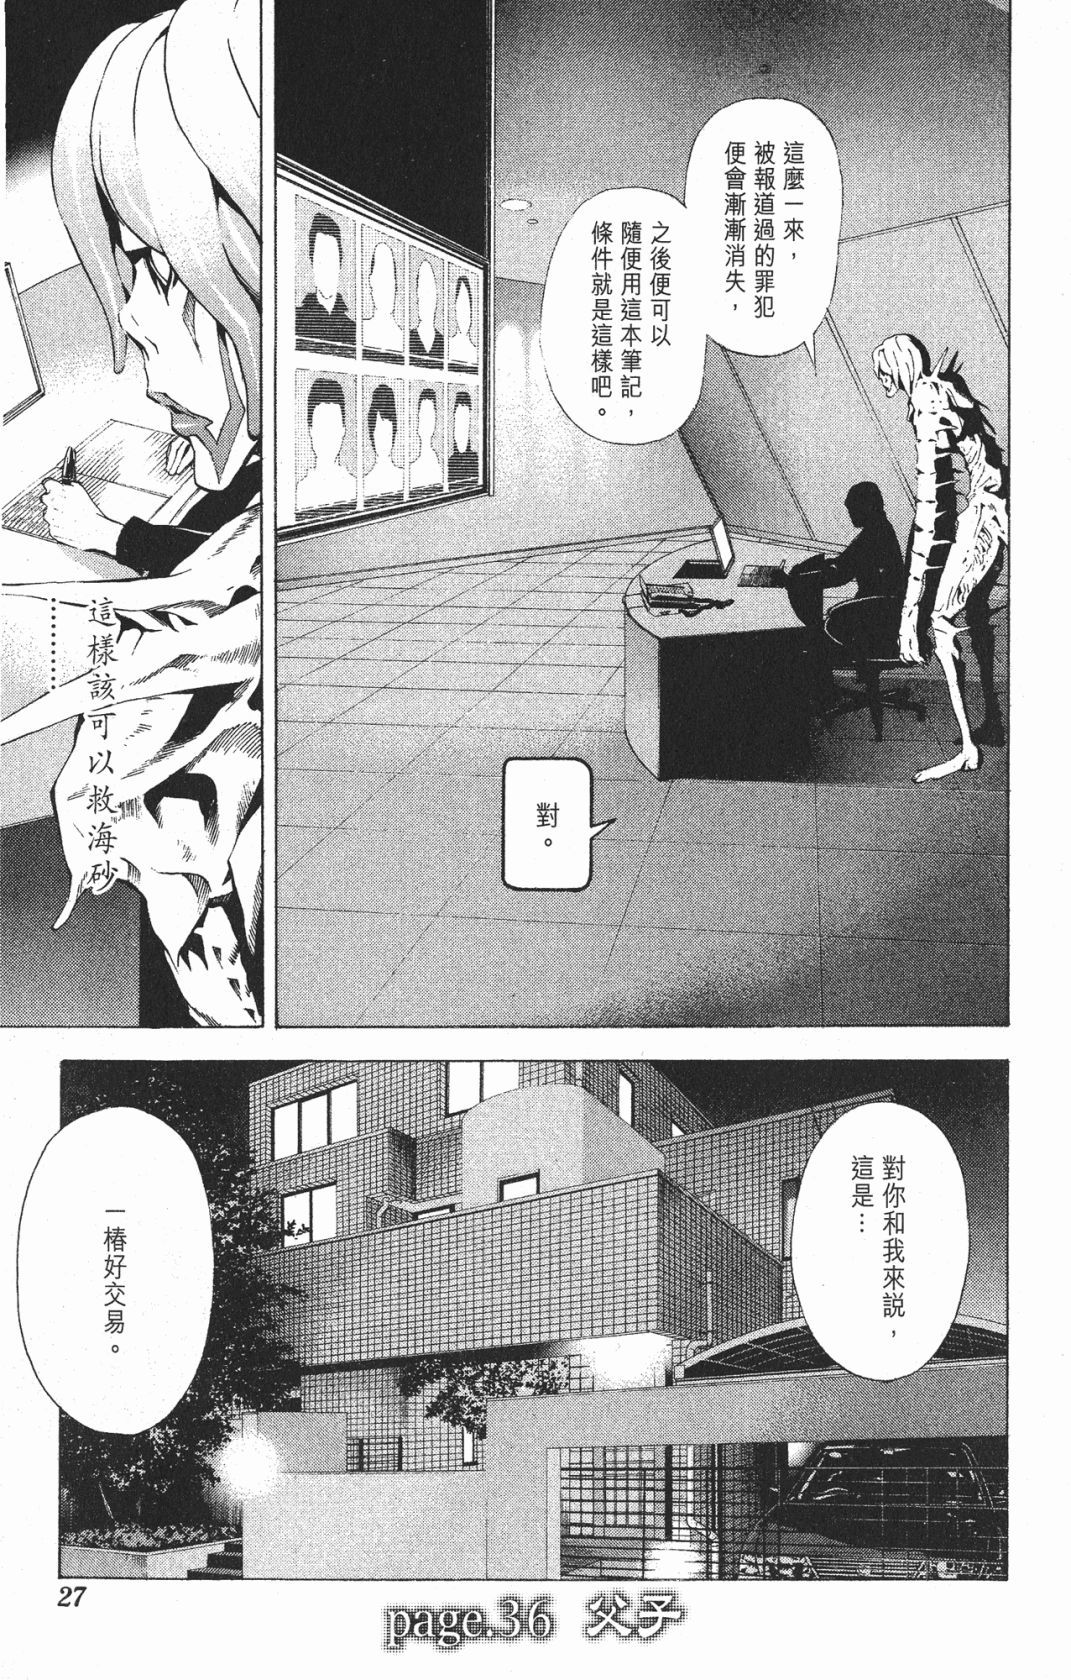 這麼一來，
被報道過的罪犯
便會漸漸消失，
之後便可以
隨便用這本筆記，
條件就是這樣吧。
對。
這樣該可以救海砂
………
對你和我來説，
這是…
一樁好交易。
27
page.36 父子